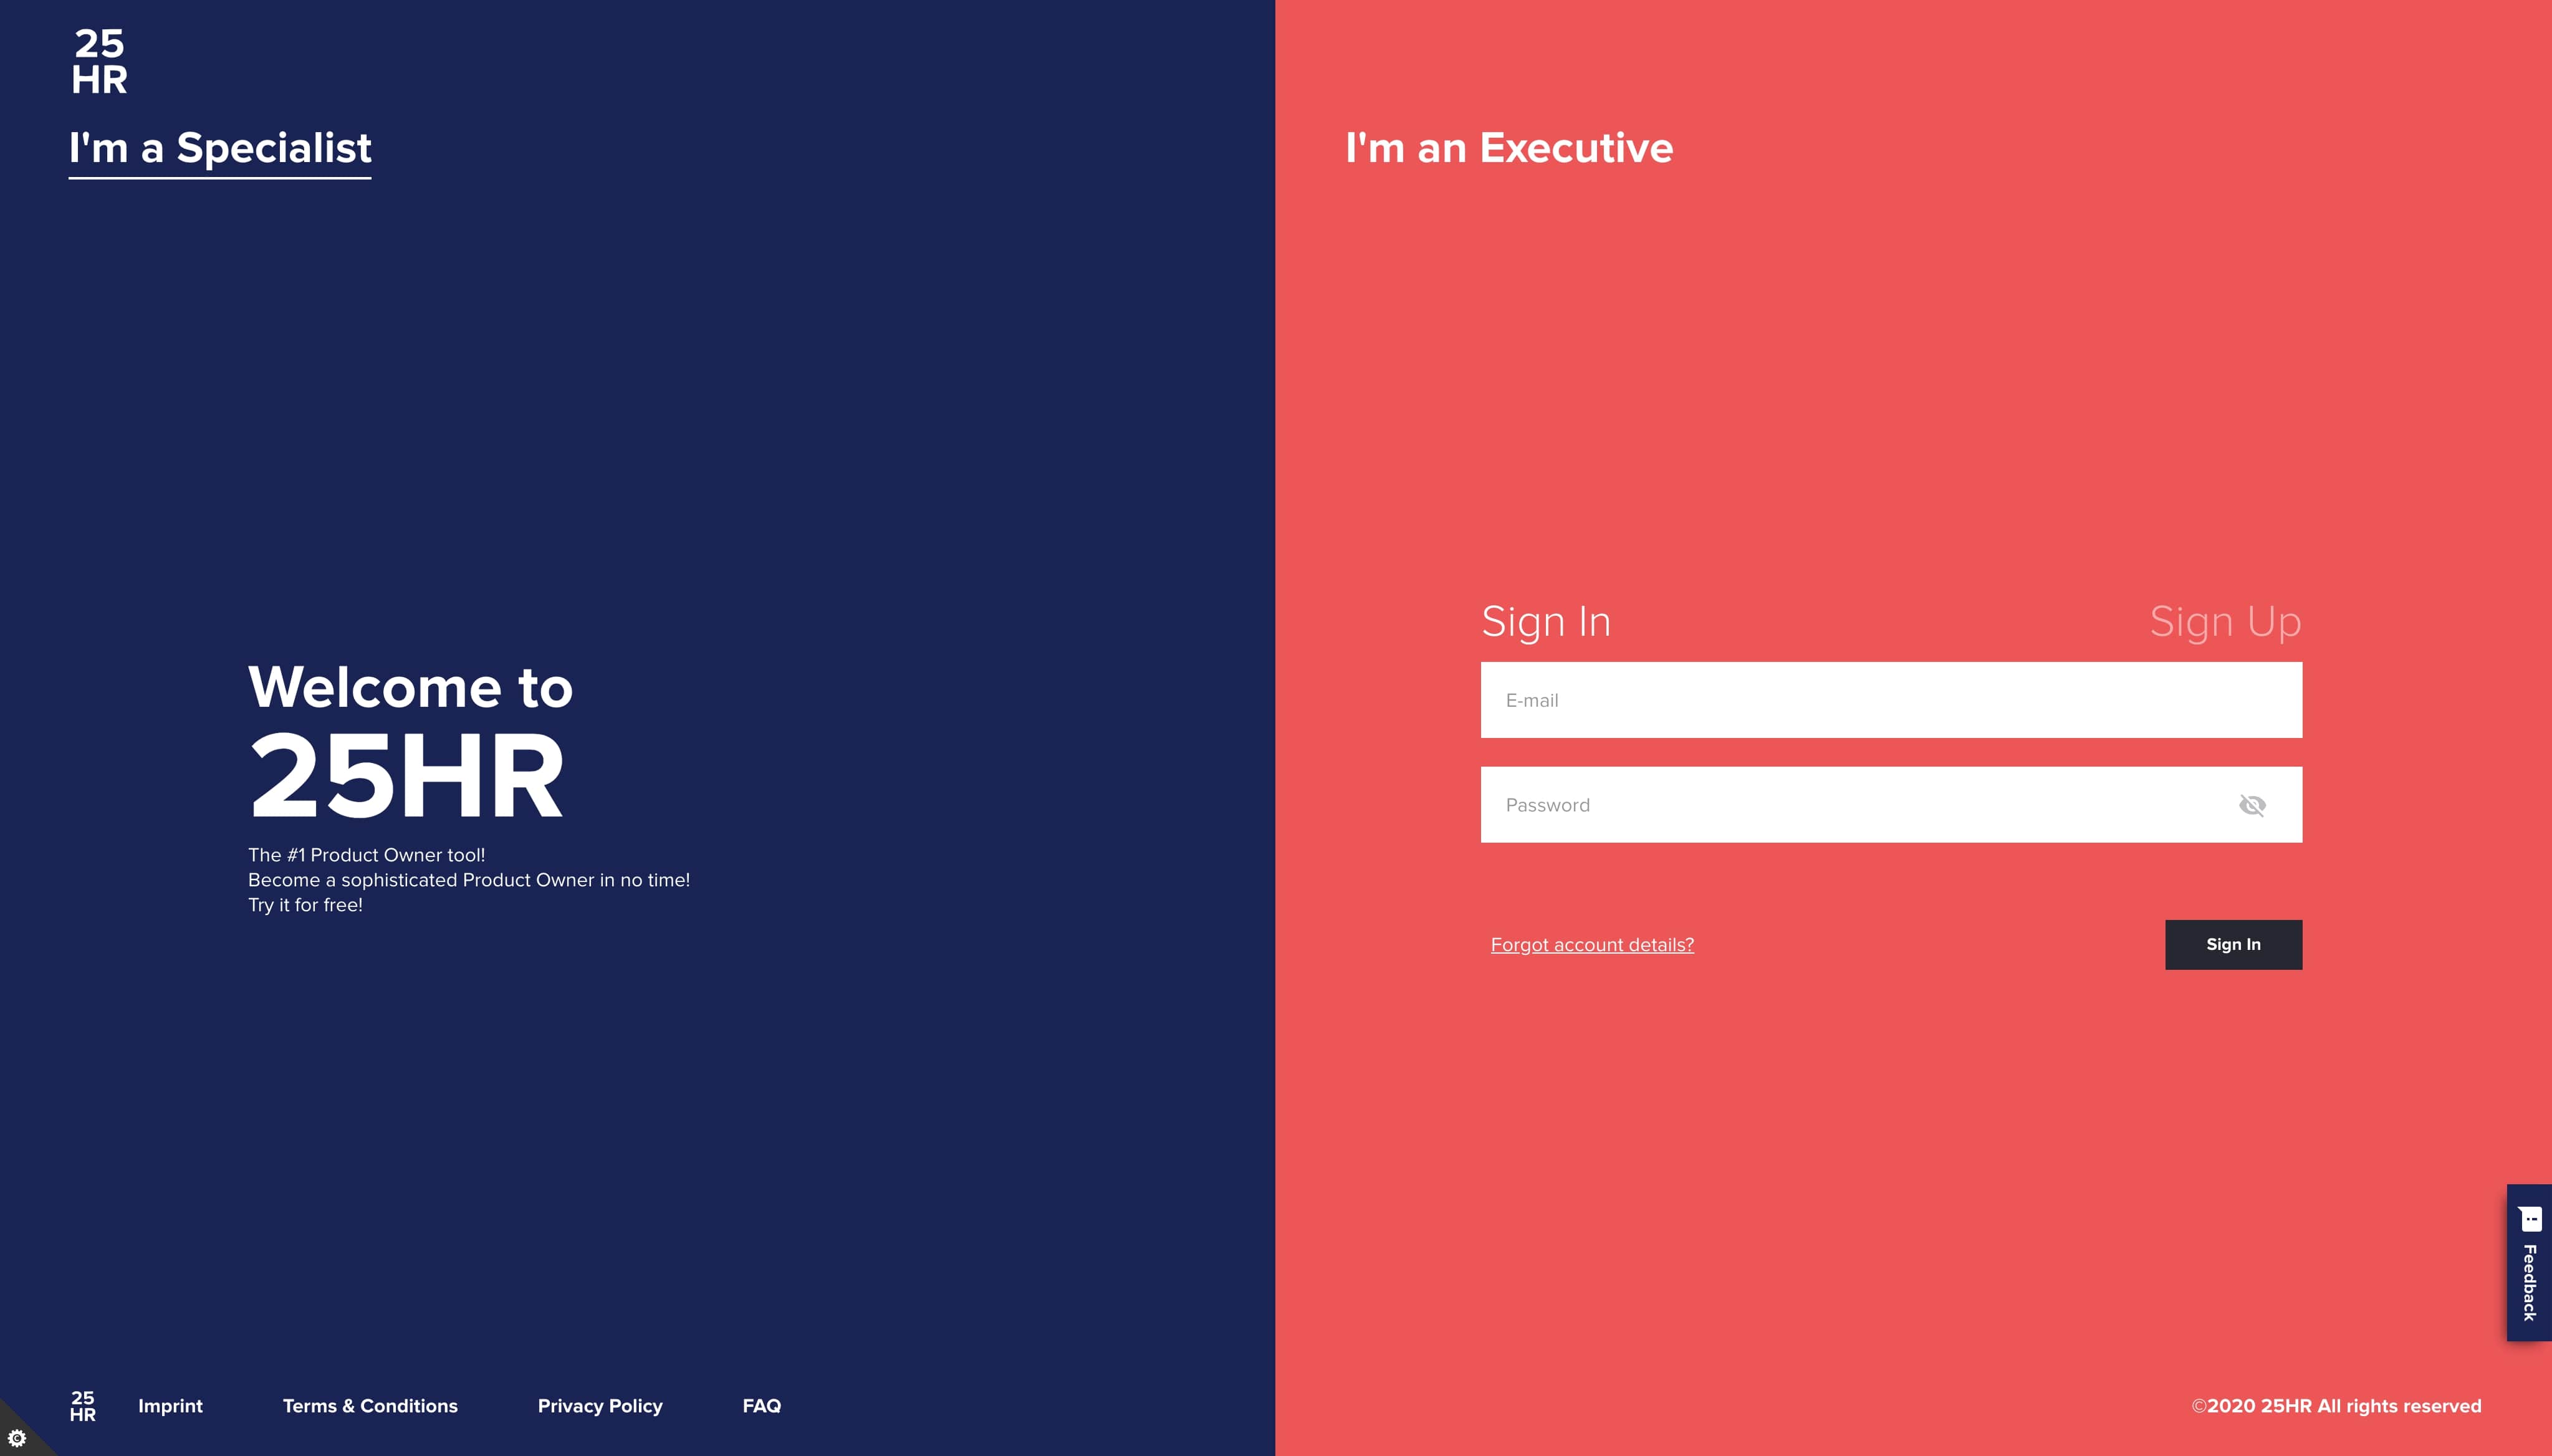 25
HR
I'm a Specialist
I'm an Executive
Welcome to
25HR
The #1 Product Owner tool!
Become a sophisticated Product Owner in no time!
Try it for free!
Sign In
Sign Up
E-mail
Password
Forgot account details?
Sign In
Feedback
25
HR
Imprint
Terms & Conditions
Privacy Policy
FAQ
©2020 25HR All rights reserved